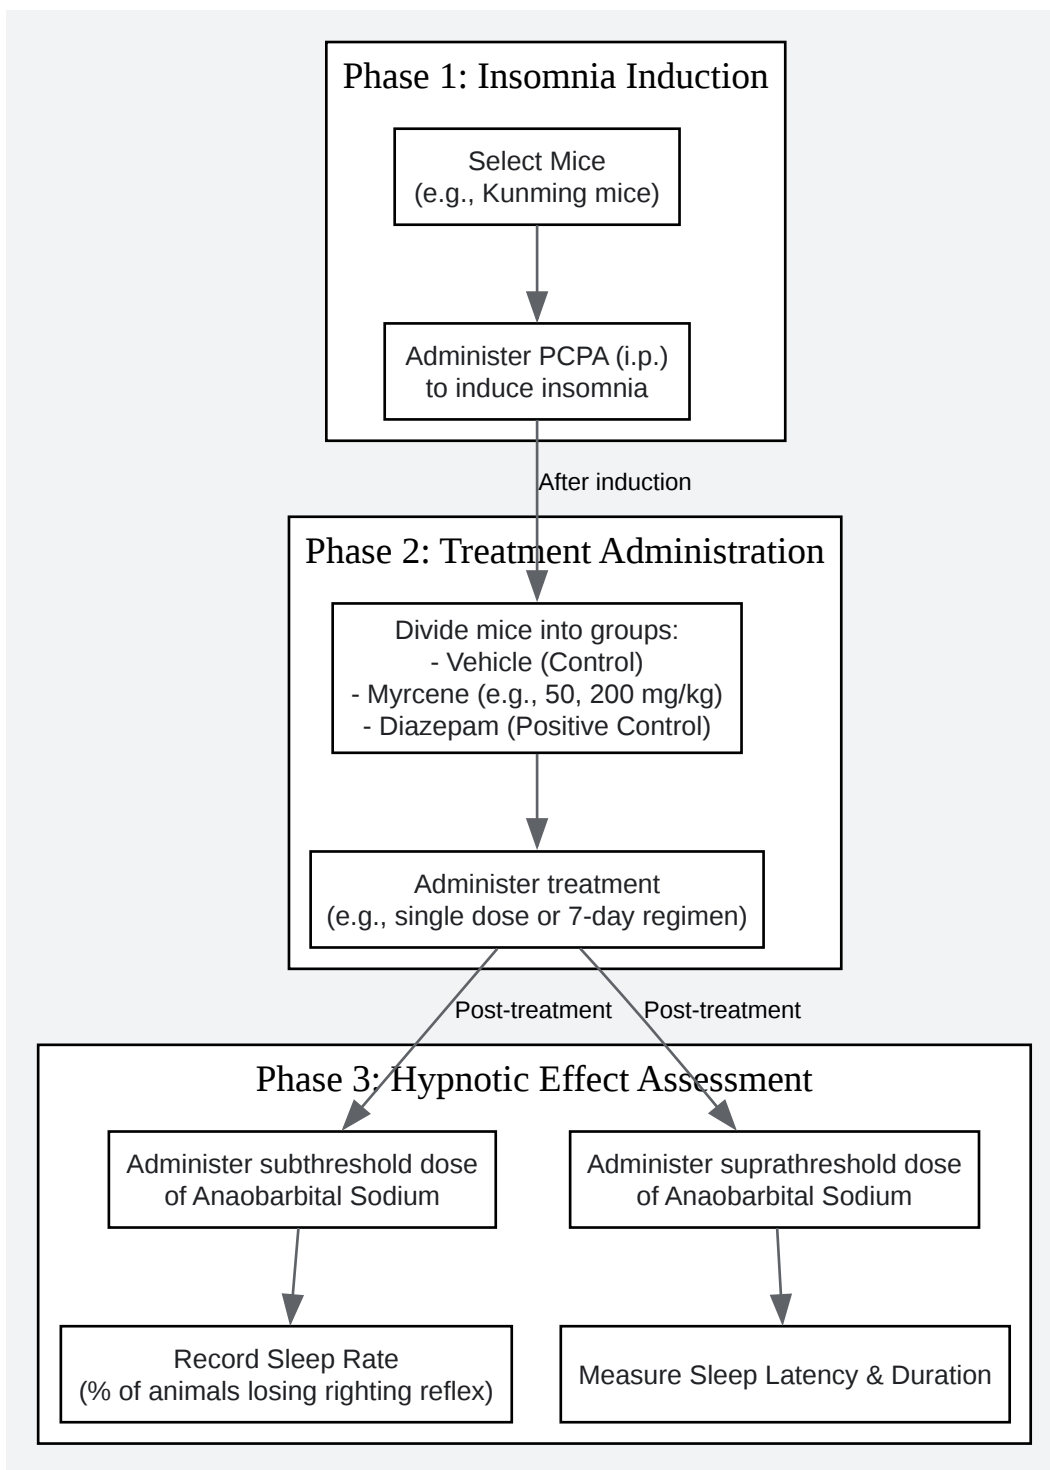 Phase 1: Insomnia Induction
Select Mice
(e.g., Kunming mice)
Administer PCPA (i.p.)
to induce insomnia
After induction
Phase 2: Treatment Administration
Divide mice into groups:
- Vehicle (Control)
- Myrcene (e.g., 50, 200 mg/kg)
- Diazepam (Positive Control)
Administer treatment
(e.g., single dose or 7-day regimen)
Post-treatment
Post-treatment
Phase 3: Hypnotic Effect Assessment
Administer subthreshold dose
of Anaobarbital Sodium
Administer suprathreshold dose
of Anaobarbital Sodium
Record Sleep Rate
(% of animals losing righting reflex)
Measure Sleep Latency & Duration